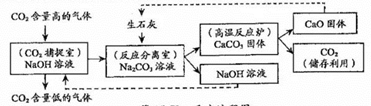 CO₂含量高的气体
(CO₂捕捉室)
NaOH溶液
CO₂含量低的气体
生石灰
(反应分离室)
Na₂CO₃溶液
(高温反应炉)
CaCO₃固体
NaOH溶液
CaO固体
CO₂
(储存利用)